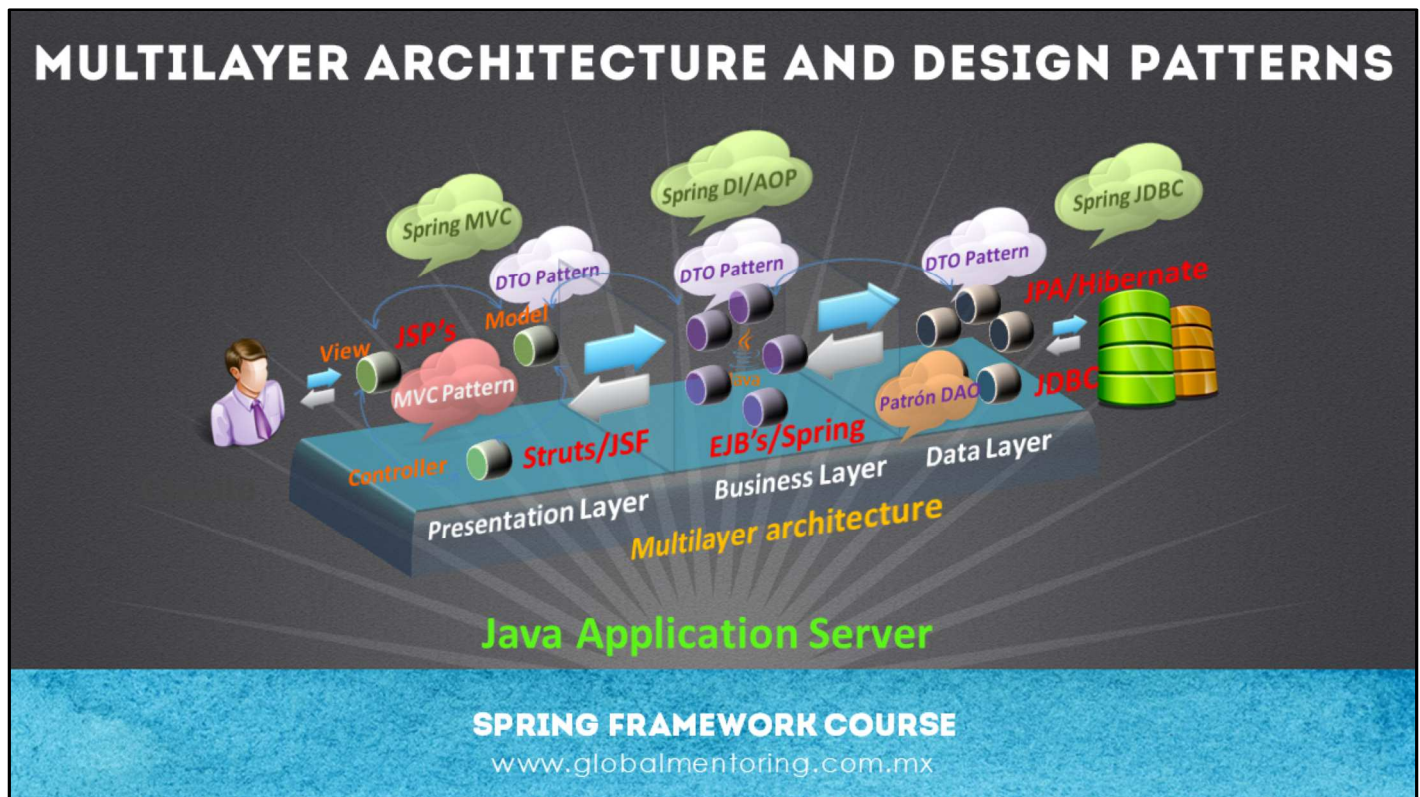 MULTILAYER ARCHITECTURE AND DESIGN PATTERNS
Spring MVC
Spring DI/AOP
Spring JDBC
DTO Pattern
DTO Pattern
DTO Pattern
JPA/Hibernate
View
JSP's
Model
MVC Pattern
Java
Patrón DAO
JDBC
Controller
Struts/JSF
EJB's/Spring
Presentation Layer
Business Layer
Data Layer
Multilayer architecture
Java Application Server
SPRING FRAMEWORK COURSE
www.globalmentoring.com.mx